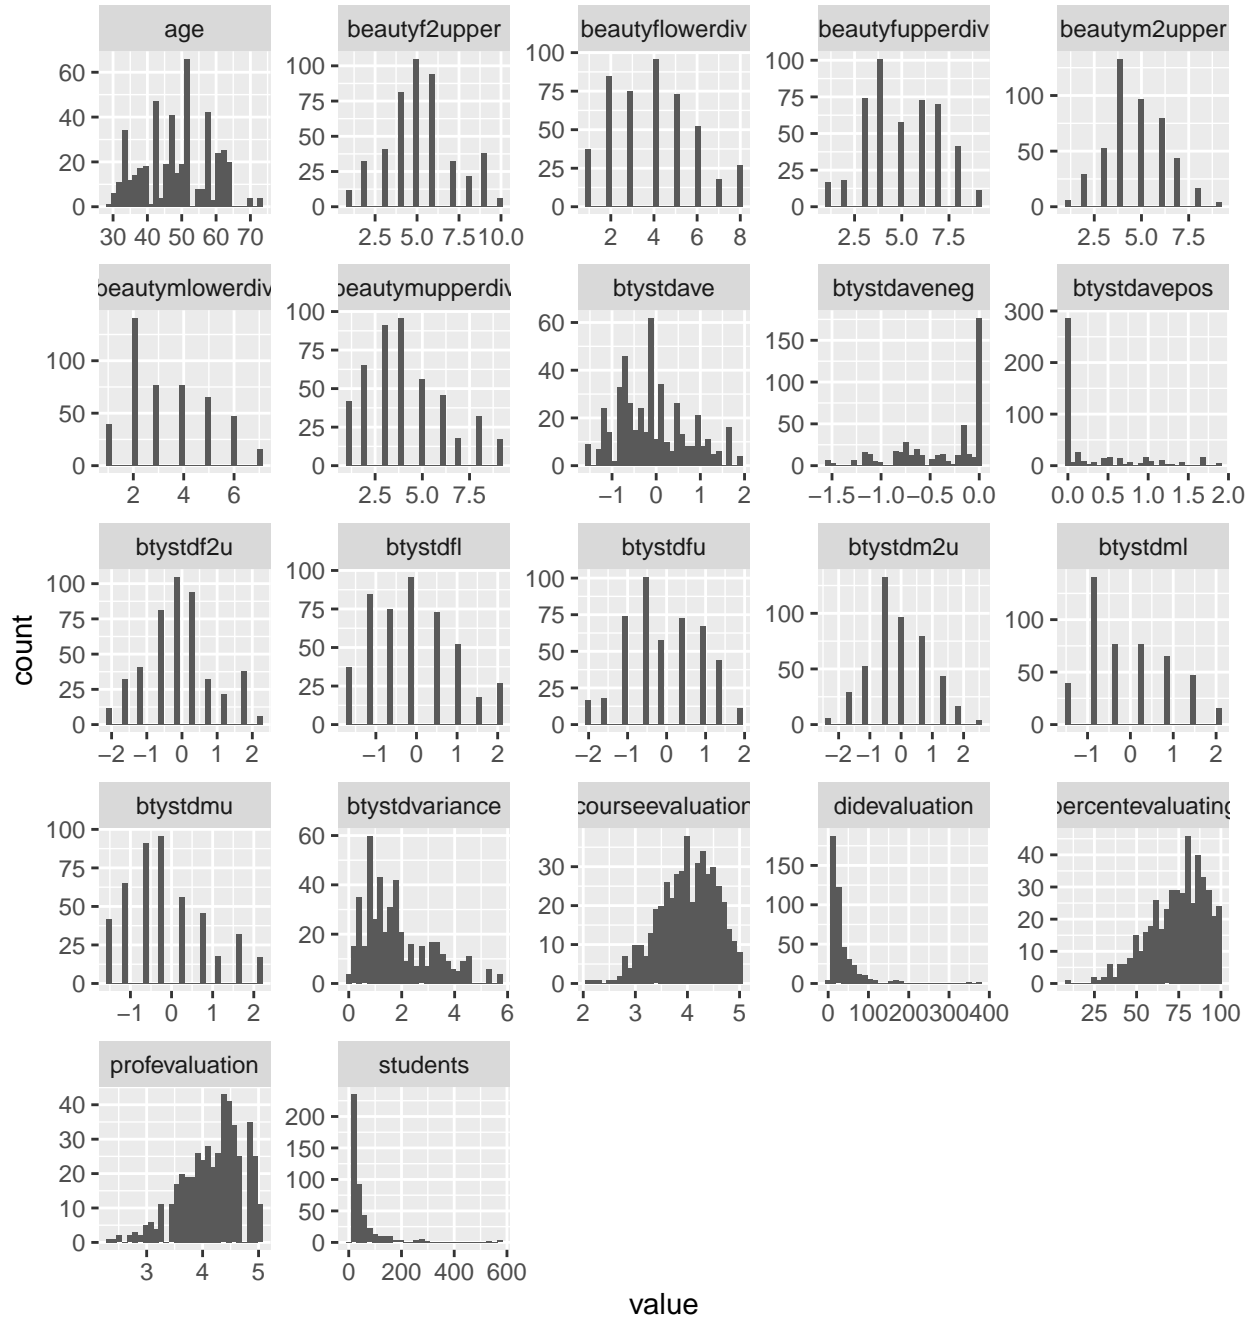 age beautyf2upper beautyflowerdiv beautyfupperdiv beautym2upper
60 100 100 100
40 75 75 75 100
20 50 50 50 50
0 25 25 25 0
0 0 0
30 40 50 60 70 2.5 5.0 7.5 10.0 2 4 6 8 2.5 5.0 7.5 2.5 5.0 7.5
beautymlowerdiv beautymupperdiv btystdave btystdaveneg btystdavepos
100 100 60 150 300
50 75 40 100 200
0 50 20 50 100
25 0 0 0
0
2 4 6 2.5 5.0 7.5 −1 0 1 2 −1.5 −1.0 −0.5 0.0 0.0 0.5 1.0 1.5 2.0
btystdf2u btystdfl btystdfu btystdm2u btystdml
100 100 100 100 100
75 75 75 50 50
50 50 50 0 0
25 25 25
0 0 0
−2 −1 0 1 2 −1 0 1 2 −2 −1 0 1 2 −2 −1 0 1 2 −1 0 1 2
count
btystdmu btystdvariance courseevaluation didevaluation percentevaluating
100 60 30 150 40
75 40 20 100 30
50 20 10 50 20
25 0 0 0 10
0 0
−1 0 1 2 0 2 4 6 2 3 4 5 0 100 200 300 400 25 50 75 100
profevaluation students
40 200
30 150
20 100
10 50
0 0
3 4 5 0 200 400 600
value